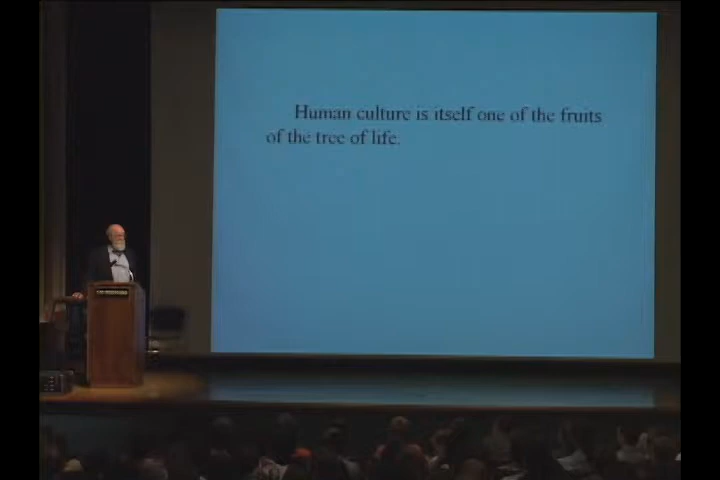 Human culture is itself one of the fruits
of the tree of life.